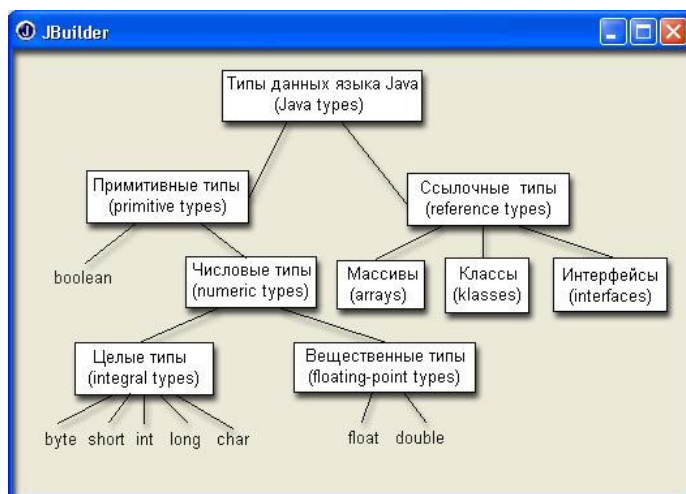 JBuilder
Типы данных языка Java
(Java types)
Примитивные типы
(primitive types)
Ссылочные типы
(reference types)
boolean
Числовые типы
(numeric types)
Массивы
(arrays)
Классы
(klasses)
Интерфейсы
(interfaces)
Целые типы
(integral types)
Вещественные типы
(floating-point types)
byte short int long char
float double